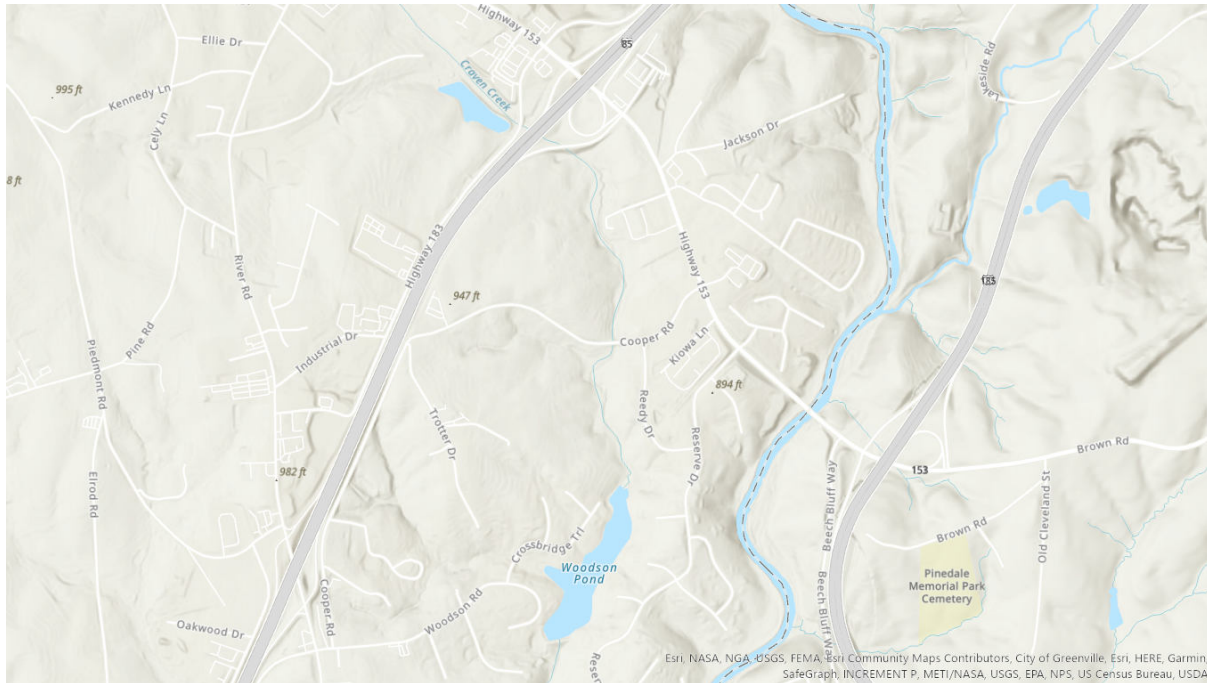 Highway 153
Ellie Dr
85
Craven Creek
Lakeside Rd
995 ft
Kennedy Ln
Cely Ln
Jackson Dr
8 ft
Highway 183
River Rd
Highway 153
185
947 ft
Pine Rd
Industrial Dr
Cooper Rd
Kiowa Ln
Piedmont Rd
894 ft
Reedy Dr
Trotter Dr
Reserve Dr
Brown Rd
153
982 ft
Elrod Rd
Beech Bluff Way
Old Cleveland St
Brown Rd
Crossbridge Trl
Woodson
Pond
Pinedale
Memorial Park
Cemetery
Beech Bluff Way
Cooper Rd
Woodson Rd
Oakwood Dr
Reser
Esri, NASA, NGA, USGS, FEMA, Esri Community Maps Contributors, City of Greenville, Esri, HERE, Garmin,
SafeGraph, INCREMENT P, METI/NASA, USGS, EPA, NPS, US Census Bureau, USDA